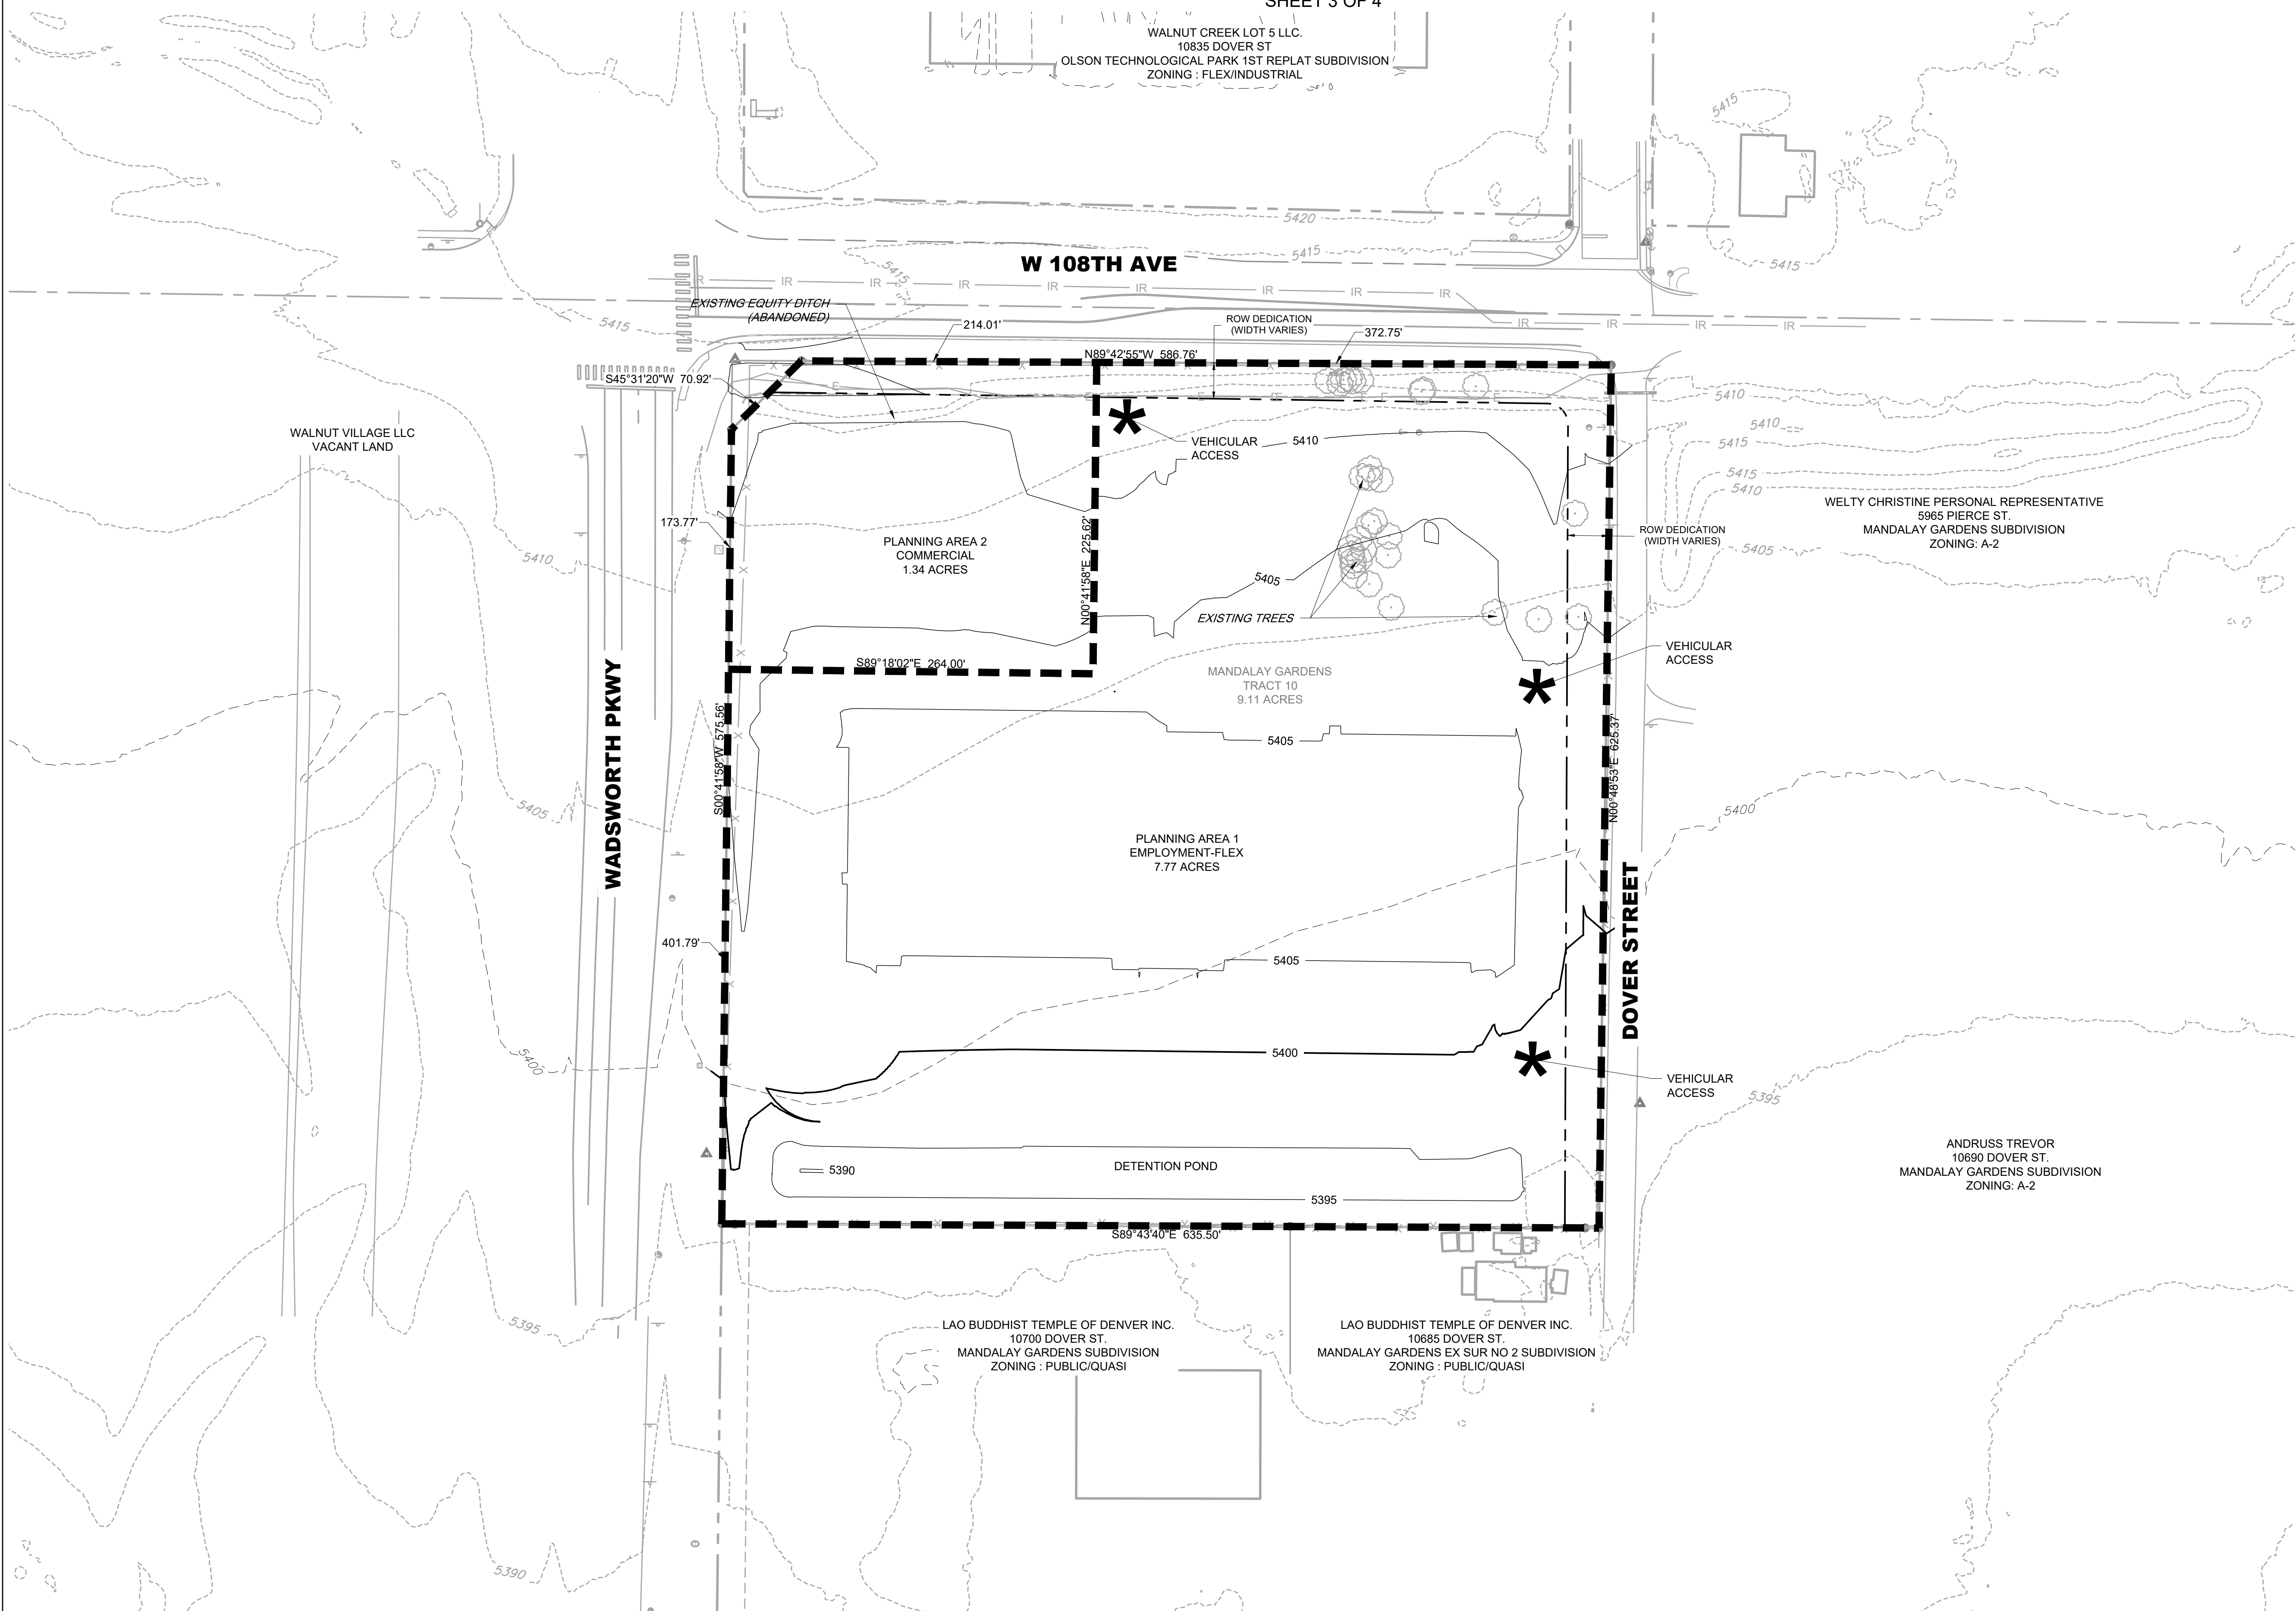 SHEET 3 OF 4
WALNUT CREEK LOT 5 LLC.
10835 DOVER ST
OLSON TECHNOLOGICAL PARK 1ST REPLAT SUBDIVISION
ZONING : FLEX/INDUSTRIAL
5415
5420
5415
5415
5415
W 108TH AVE
IR
IR
IR
IR
IR
IR
IR
IR
IR
IR
IR
IR
IR
EXISTING EQUITY DITCH
(ABANDONED)
5415
214.01'
ROW DEDICATION
(WIDTH VARIES)
372.75'
N89°42'55"W 586.76'
S45°31'20"W 70.92'
5410
WALNUT VILLAGE LLC
VACANT LAND
VEHICULAR
ACCESS
5410
5410
5415
5415
5410
WELTY CHRISTINE PERSONAL REPRESENTATIVE
5965 PIERCE ST.
MANDALAY GARDENS SUBDIVISION
ZONING: A-2
173.77'
ROW DEDICATION
(WIDTH VARIES)
5405
5410
PLANNING AREA 2
COMMERCIAL
1.34 ACRES
N00°41'58"E 225.62'
5405
EXISTING TREES
VEHICULAR
ACCESS
S89°18'02"E 264.00'
MANDALAY GARDENS
TRACT 10
9.11 ACRES
WADSWORTH PKWY
S00°41'58"W 575.56'
5405
N00°48'53"E 625.37'
5405
5400
PLANNING AREA 1
EMPLOYMENT-FLEX
7.77 ACRES
DOVER STREET
401.79'
5405
5400
5400
VEHICULAR
ACCESS
5395
5390
DETENTION POND
5395
ANDRUSS TREVOR
10690 DOVER ST.
MANDALAY GARDENS SUBDIVISION
ZONING: A-2
S89°43'40"E 635.50'
5395
LAO BUDDHIST TEMPLE OF DENVER INC.
10700 DOVER ST.
MANDALAY GARDENS SUBDIVISION
ZONING : PUBLIC/QUASI
LAO BUDDHIST TEMPLE OF DENVER INC.
10685 DOVER ST.
MANDALAY GARDENS EX SUR NO 2 SUBDIVISION
ZONING : PUBLIC/QUASI
5390